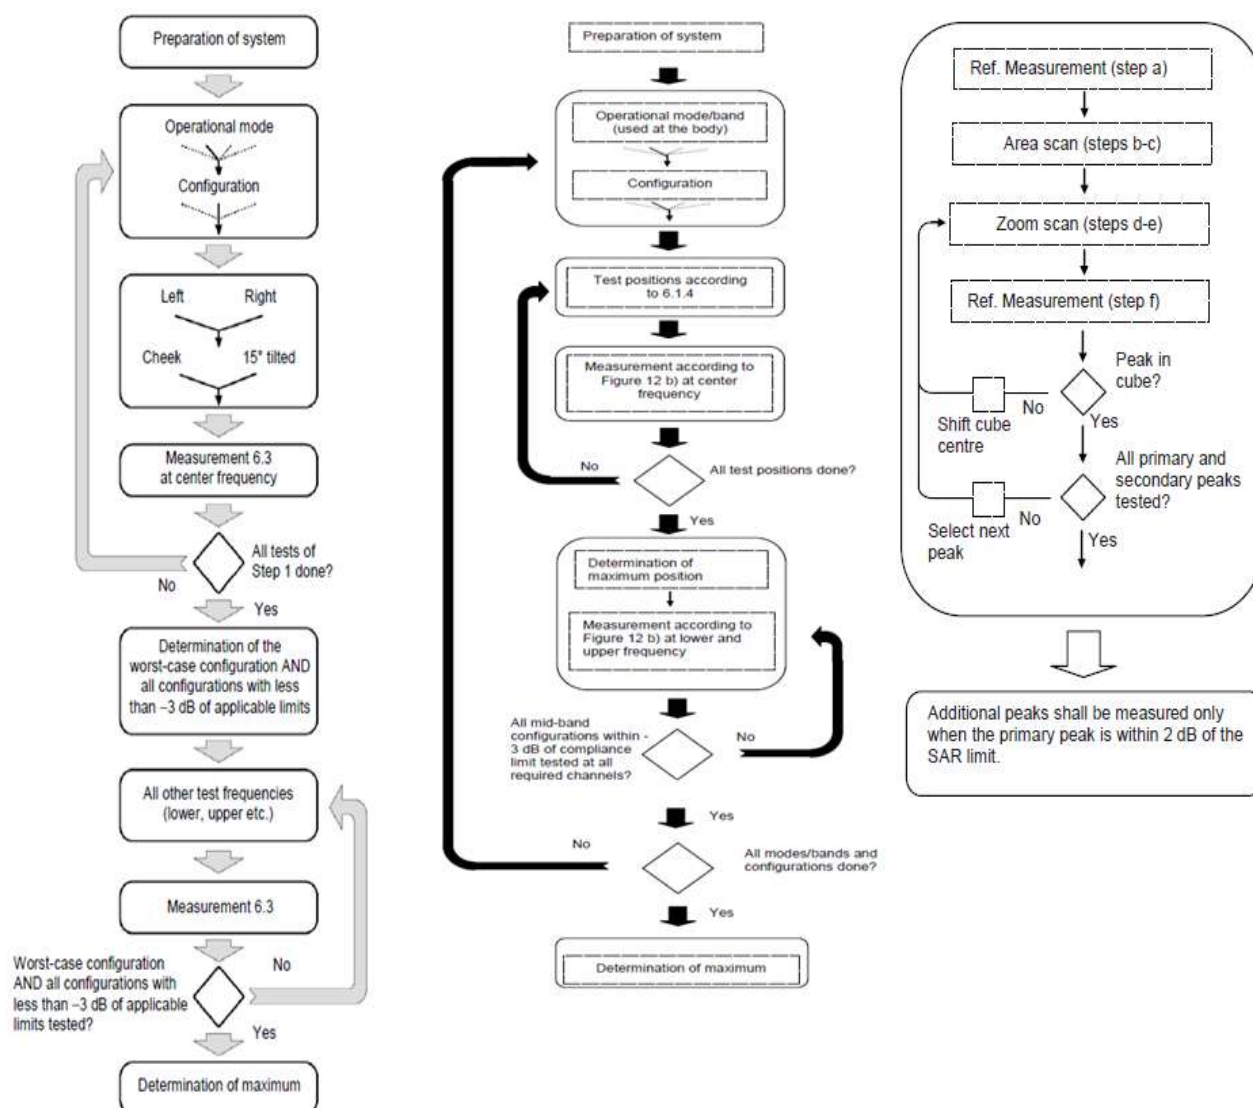 Preparation of system
Operational mode
Configuration
Left Right
Cheek 15° tilted
Measurement 6.3
at center frequency
All tests of
Step 1 done?
No
Yes
Determination of the
worst-case configuration AND
all configurations with less
than –3 dB of applicable limits
All other test frequencies
(lower, upper etc.)
Measurement 6.3
Worst-case configuration
AND all configurations with
less than –3 dB of applicable
limits tested?
No
Yes
Determination of maximum
Preparation of system
Operational mode/band
(used at the body)
Configuration
Test positions according
to 6.1.4
Measurement according to
Figure 12 b) at center
frequency
No
All test positions done?
Yes
Determination of
maximum position
Measurement according to
Figure 12 b) at lower and
upper frequency
All mid-band
configurations within -
3 dB of compliance
limit tested at all
required channels?
No
Yes
No
All modes/bands and
configurations done?
Yes
Determination of maximum
Ref. Measurement (step a)
Area scan (steps b-c)
Zoom scan (steps d-e)
Ref. Measurement (step f)
Peak in
cube?
No
Shift cube
centre
Yes
All primary and
secondary peaks
tested?
No
Select next
peak
Yes
Additional peaks shall be measured only
when the primary peak is within 2 dB of the
SAR limit.